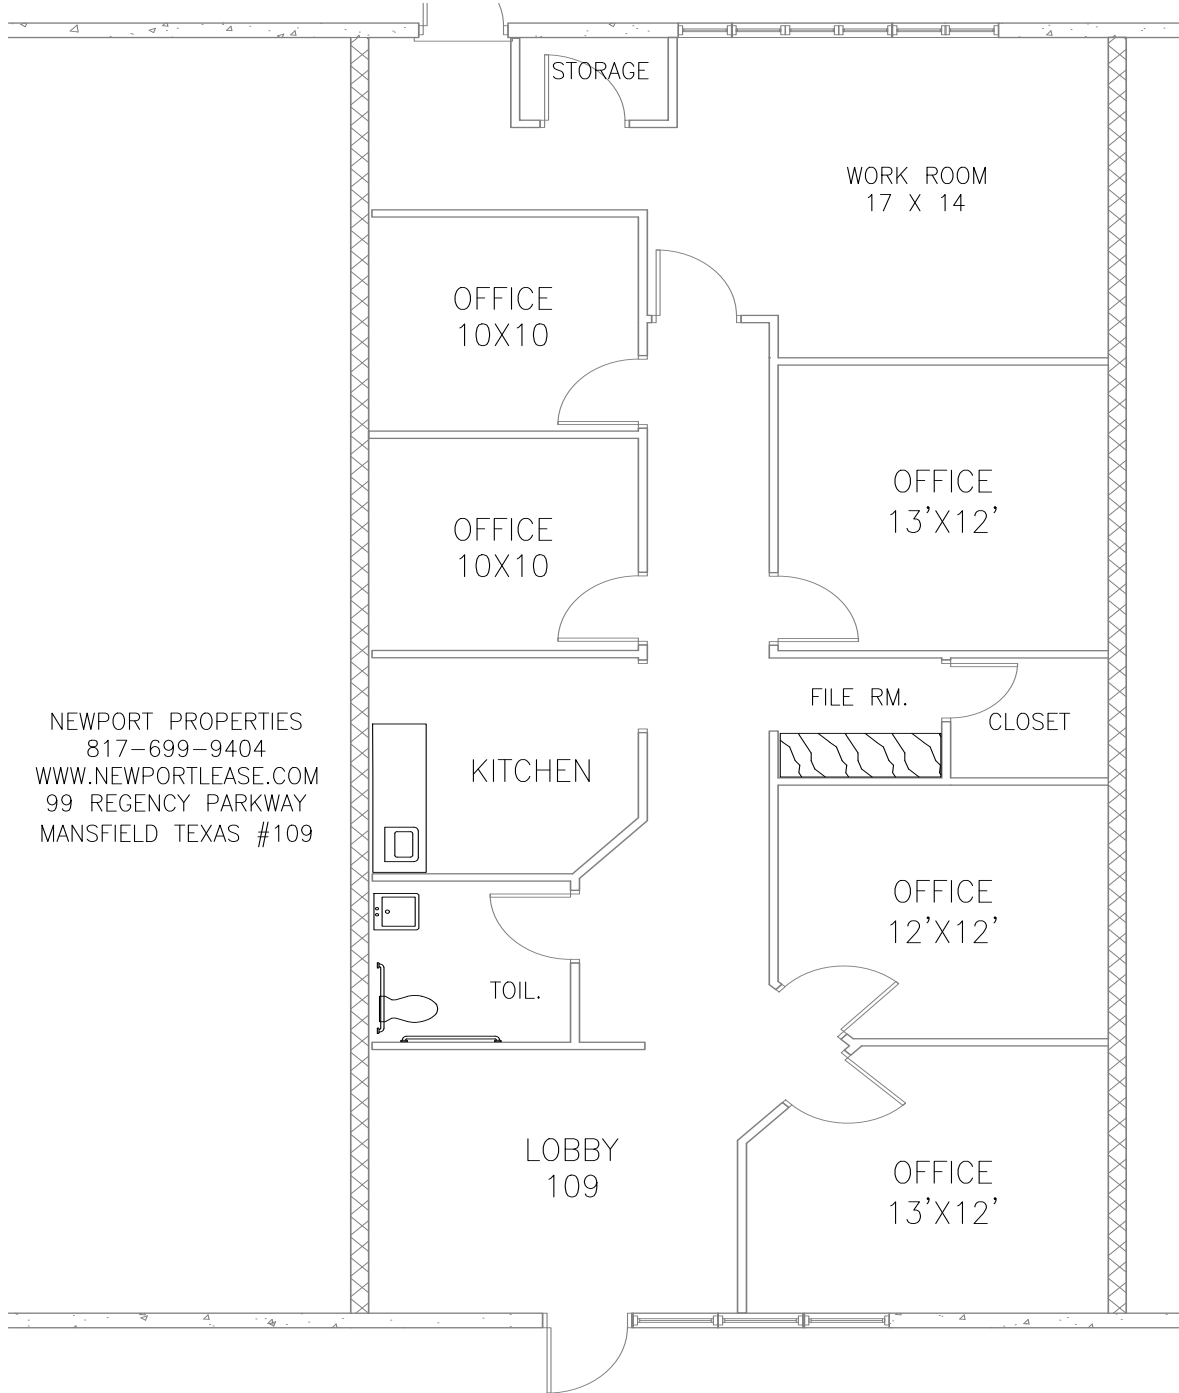 STORAGE
WORK ROOM
17 X 14
OFFICE
10X10
OFFICE
13'X12'
OFFICE
10X10
FILE RM.
CLOSET
NEWPORT PROPERTIES
817-699-9404
WWW.NEWPORTLEASE.COM
99 REGENCY PARKWAY
MANSFIELD TEXAS #109
KITCHEN
OFFICE
12'X12'
TOIL.
LOBBY
109
OFFICE
13'X12'